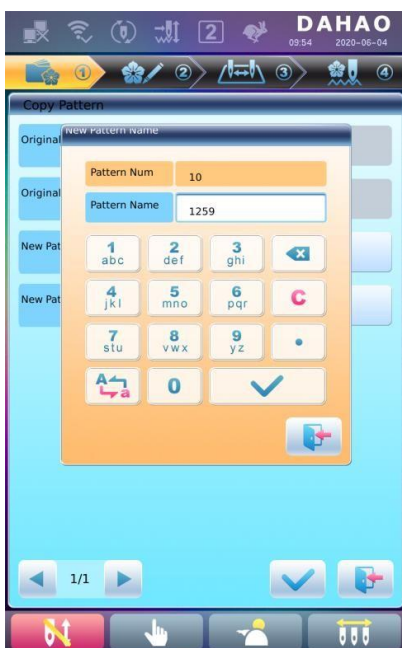 DAHAO
2
09:54 2020-06-04
1 2 3 4
Copy Pattern
New Pattern Name
Original
Pattern Num 10
Original
Pattern Name 1259
New Pat
1 2 3
abc def ghi
New Pat
4 5 6 C
jkl mno pqr
7 8 9 .
stu vwx yz
A a 0
1/1